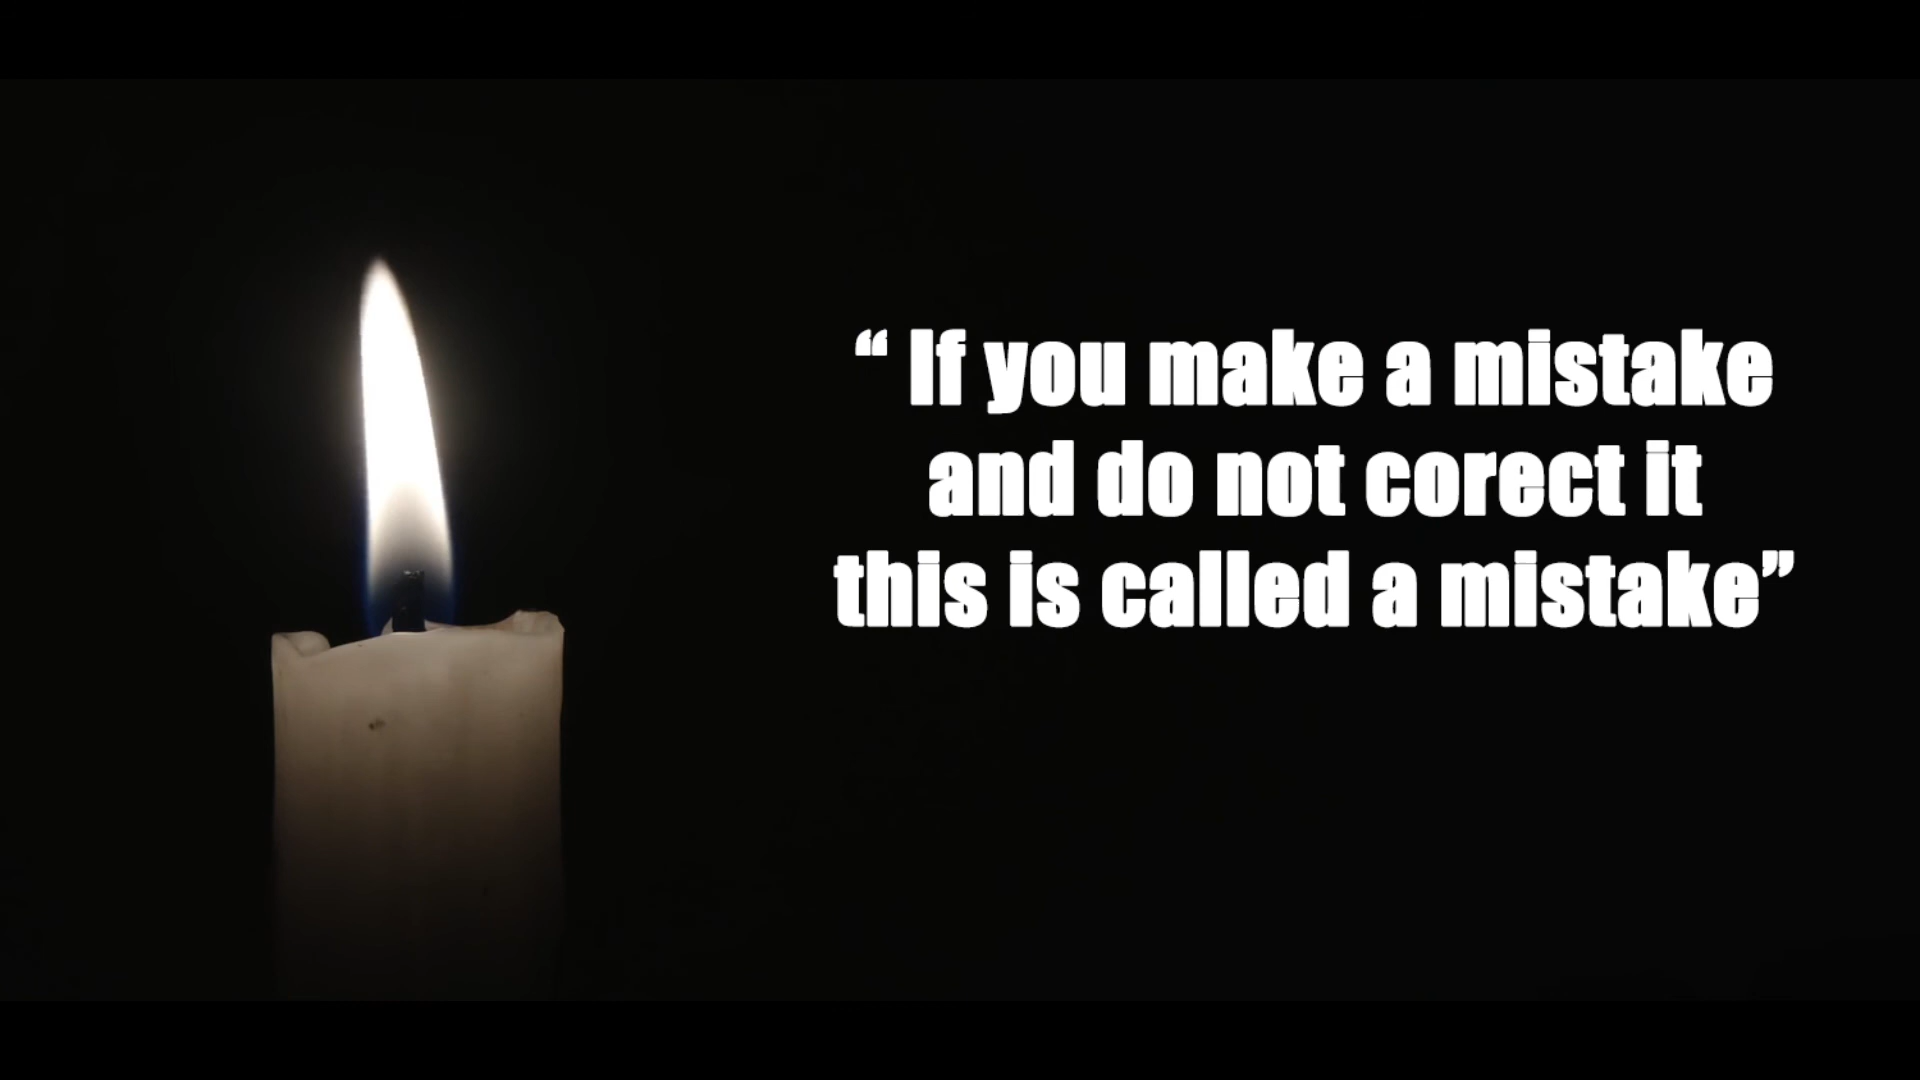 “ If you make a mistake
and do not corect it
this is called a mistake”